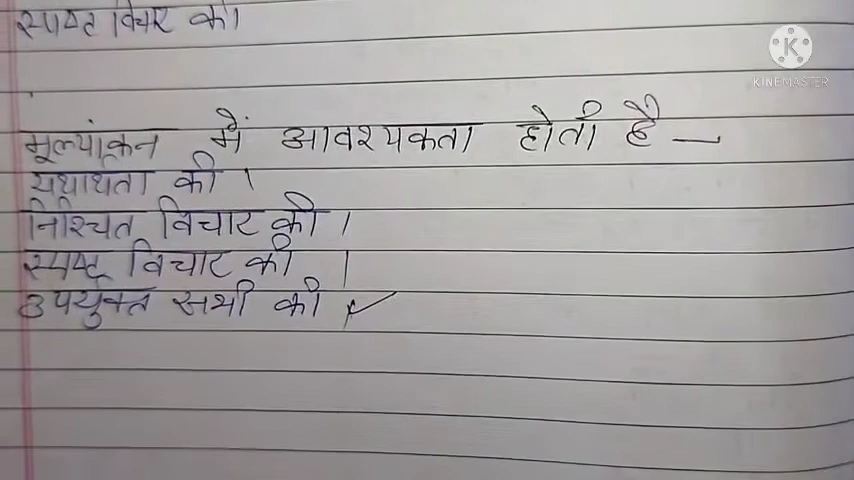 स्पष्ट विचार की।
KINEMASTER
मूल्यांकन में आवश्यकता होती है —
यथार्थता की।
निश्चित विचार की।
स्पष्ट विचार की ।
उपर्युक्त सभी की ✓